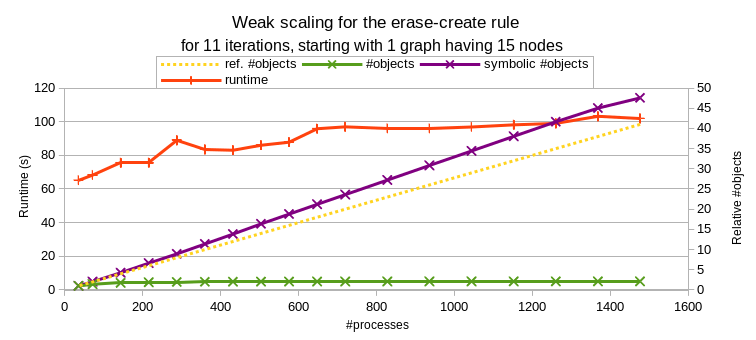 Weak scaling for the erase-create rule
for 11 iterations, starting with 1 graph having 15 nodes
ref. #objects #objects symbolic #objects
runtime
120
100
80
60
40
20
0
Runtime (s)
50
45
40
35
30
25
20
15
10
5
0
Relative #objects
0 200 400 600 800 1000 1200 1400 1600
#processes